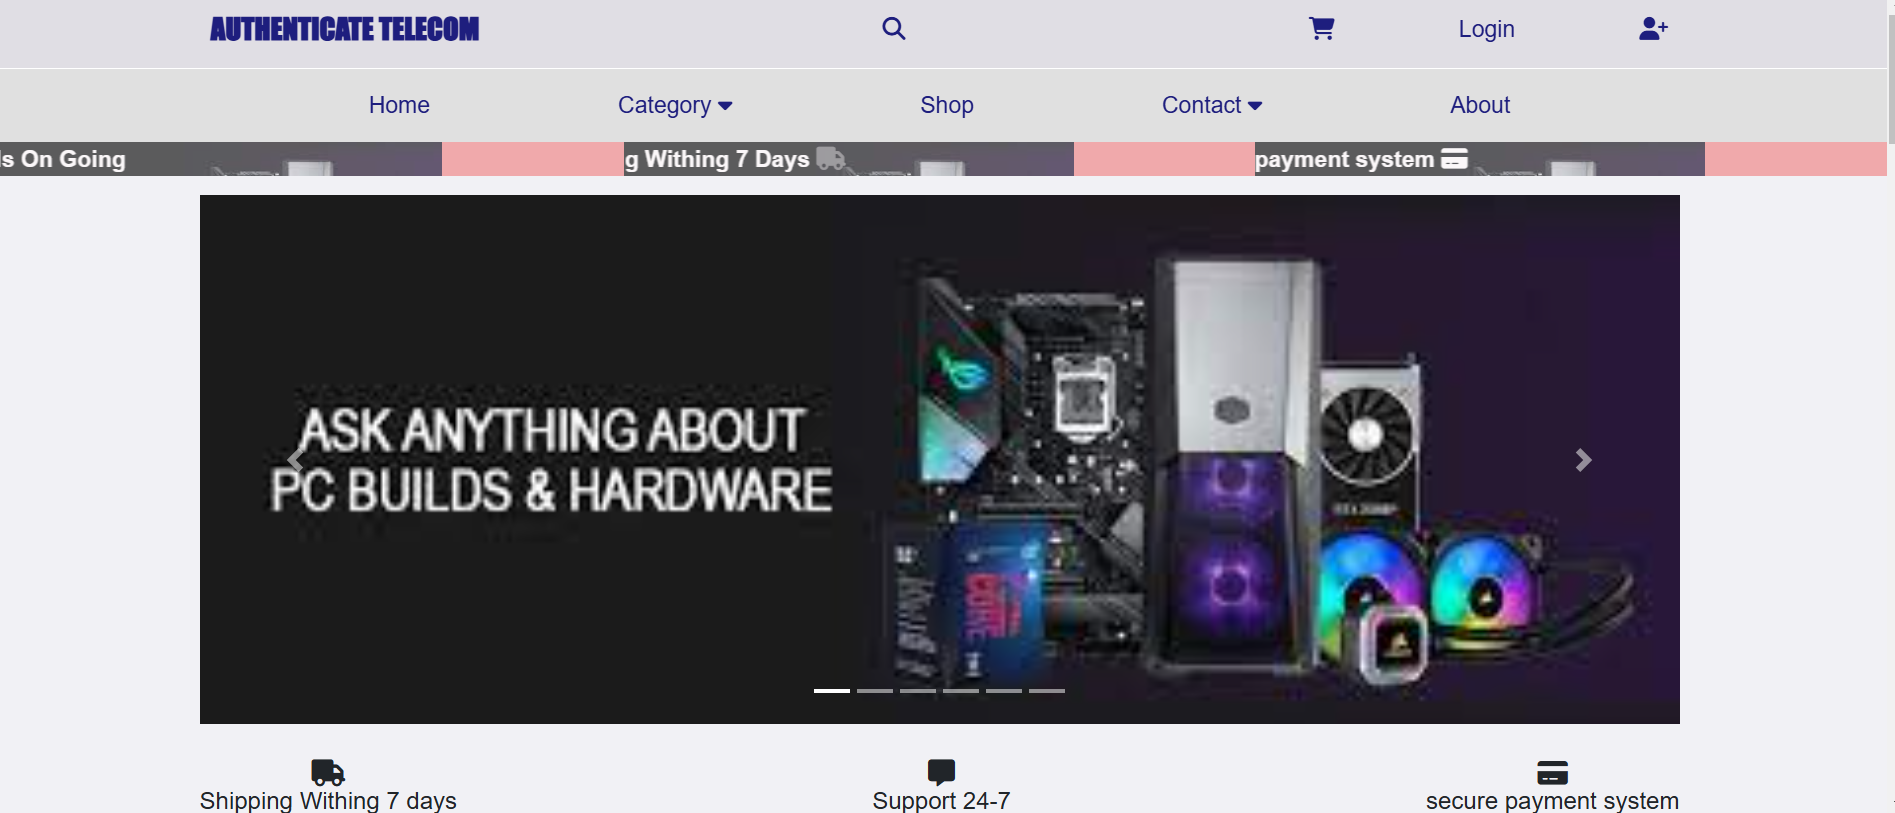 AUTHENTICATE TELECOM
Login
Home
Category
Shop
Contact
About
s On Going
g Withing 7 Days
payment system
ASK ANYTHING ABOUT
PC BUILDS & HARDWARE
Shipping Withing 7 days
Support 24-7
secure payment system